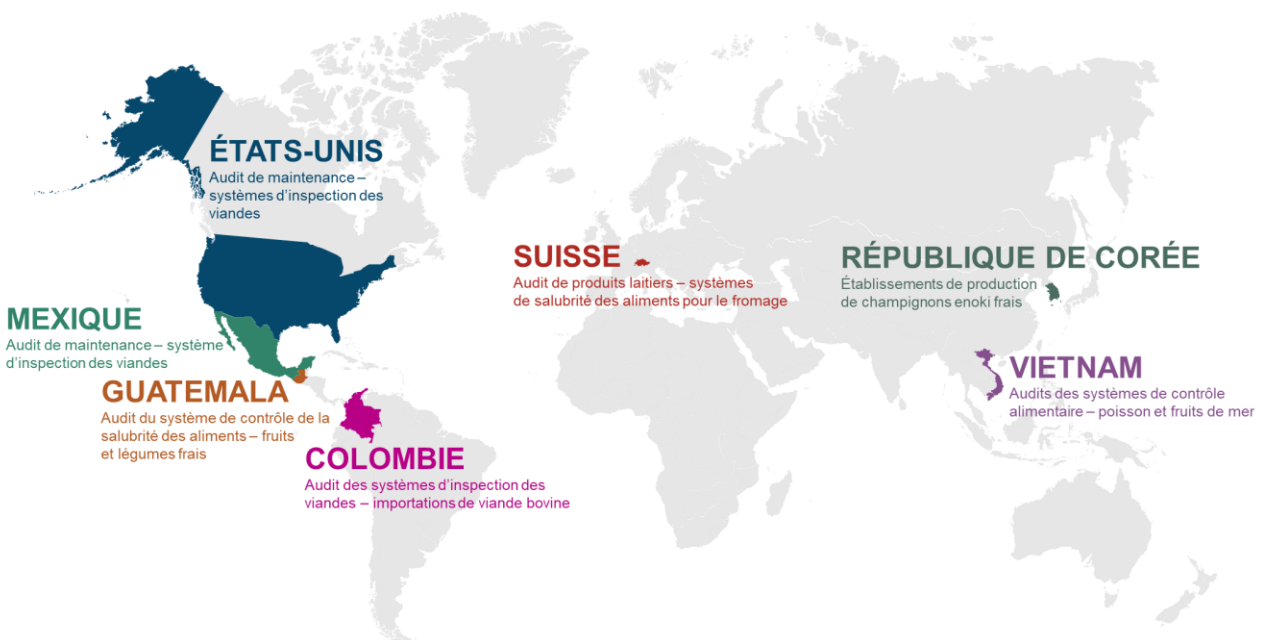 ÉTATS-UNIS
Audit de maintenance –
systèmes d'inspection des
viandes
SUISSE
Audit de produits laitiers – systèmes
de salubrité des aliments pour le fromage
RÉPUBLIQUE DE CORÉE
Établissements de production
de champignons enoki frais
MEXIQUE
Audit de maintenance – système
d'inspection des viandes
GUATEMALA
Audit du système de contrôle de la
salubrité des aliments – fruits
et légumes frais
VIETNAM
Audits des systèmes de contrôle
alimentaire – poisson et fruits de mer
COLOMBIE
Audit des systèmes d'inspection des
viandes – importations de viande bovine